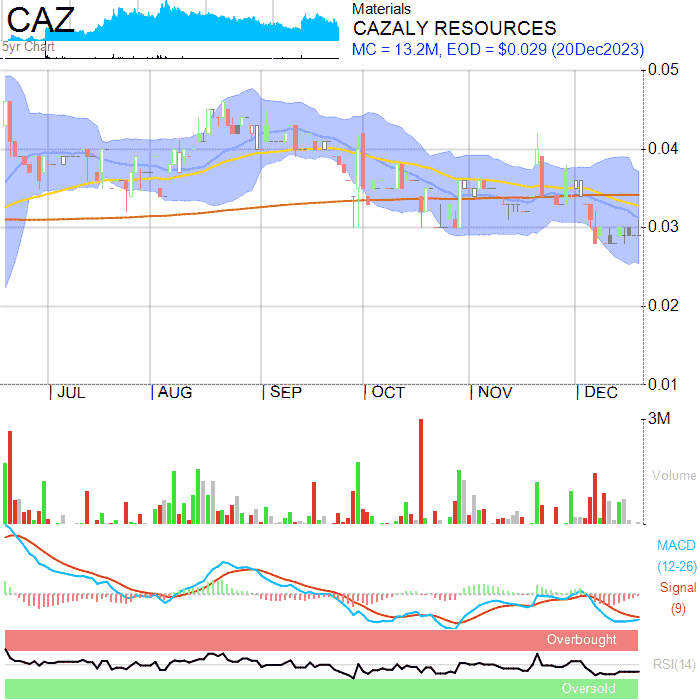 CAZ
5yr Chart
Materials
CAZALY RESOURCES
MC = 13.2M, EOD = $0.029 (20Dec2023)
0.05
0.04
0.03
0.02
0.01
JUL AUG SEP OCT NOV DEC
3M
Volume
MACD
(12-26)
Signal
(9)
Overbought
RSI(14)
Oversold